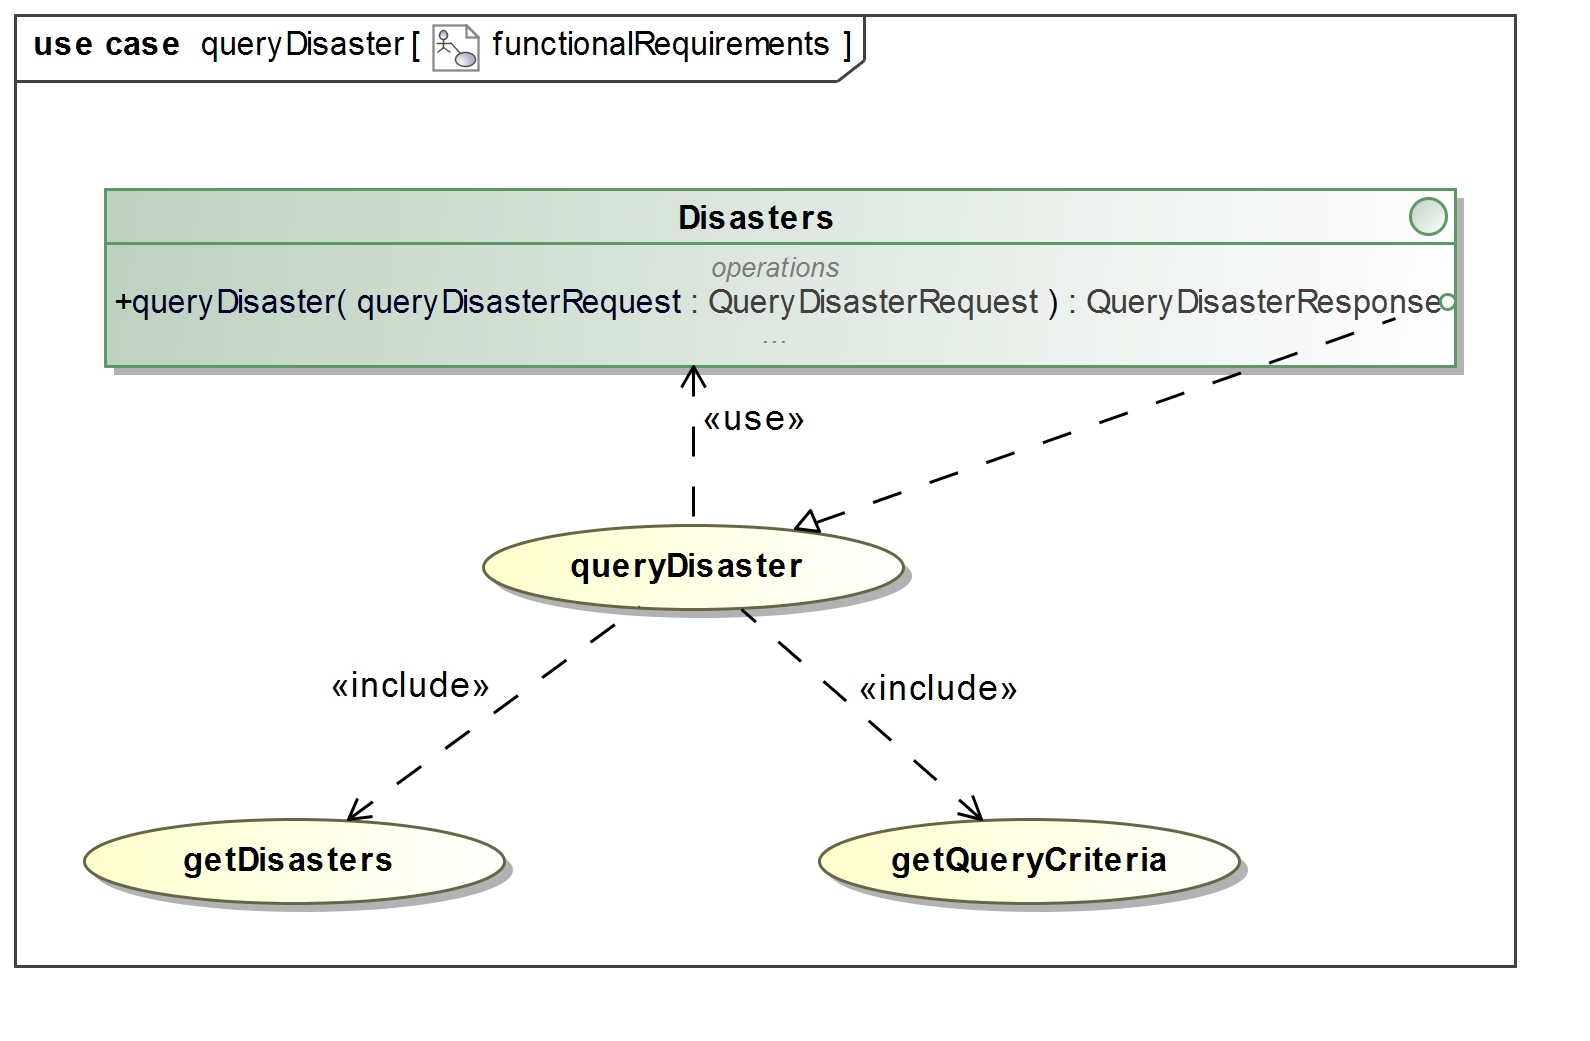 use case queryDisaster [ functionalRequirements ]
Disasters
operations
+queryDisaster( queryDisasterRequest : QueryDisasterRequest ) : QueryDisasterResponse
...
«use»
queryDisaster
«include»
«include»
getDisasters
getQueryCriteria